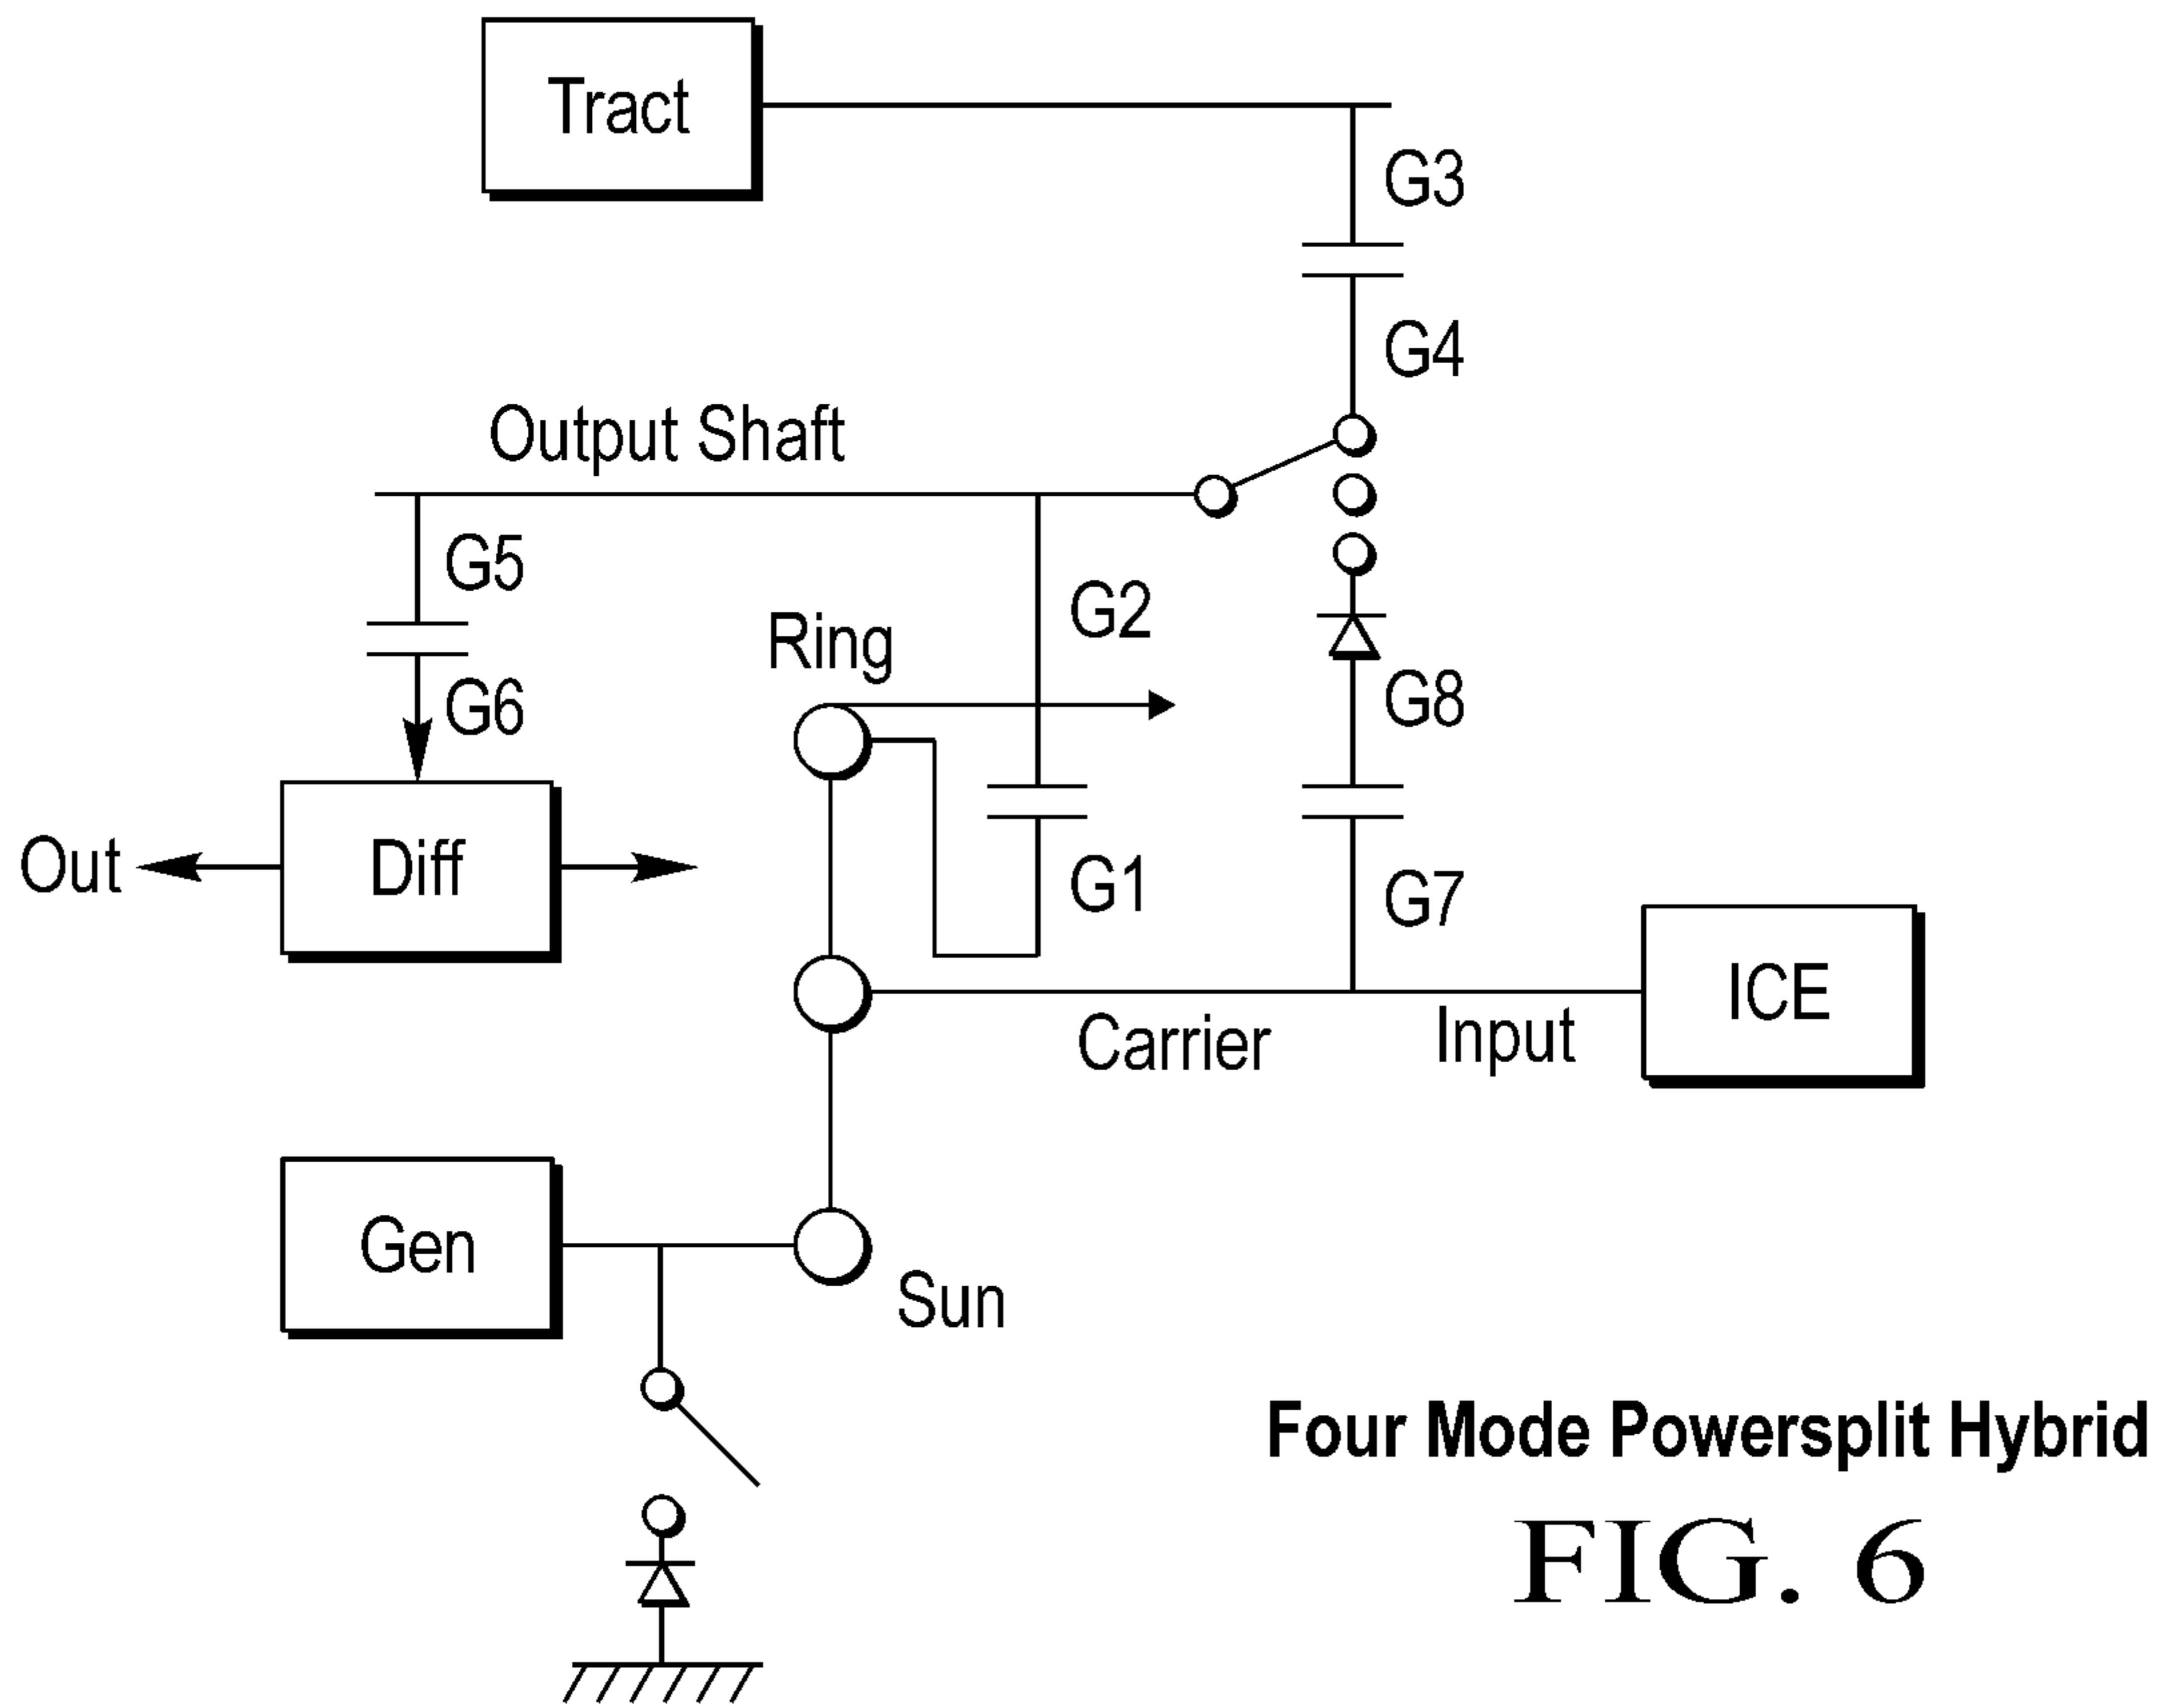 Tract
G3
G4
Output Shaft
G5
G2
Ring
G6
G8
Out
Diff
G1
G7
ICE
Carrier
Input
Gen
Sun
Four Mode Powersplit Hybrid
FIG. 6